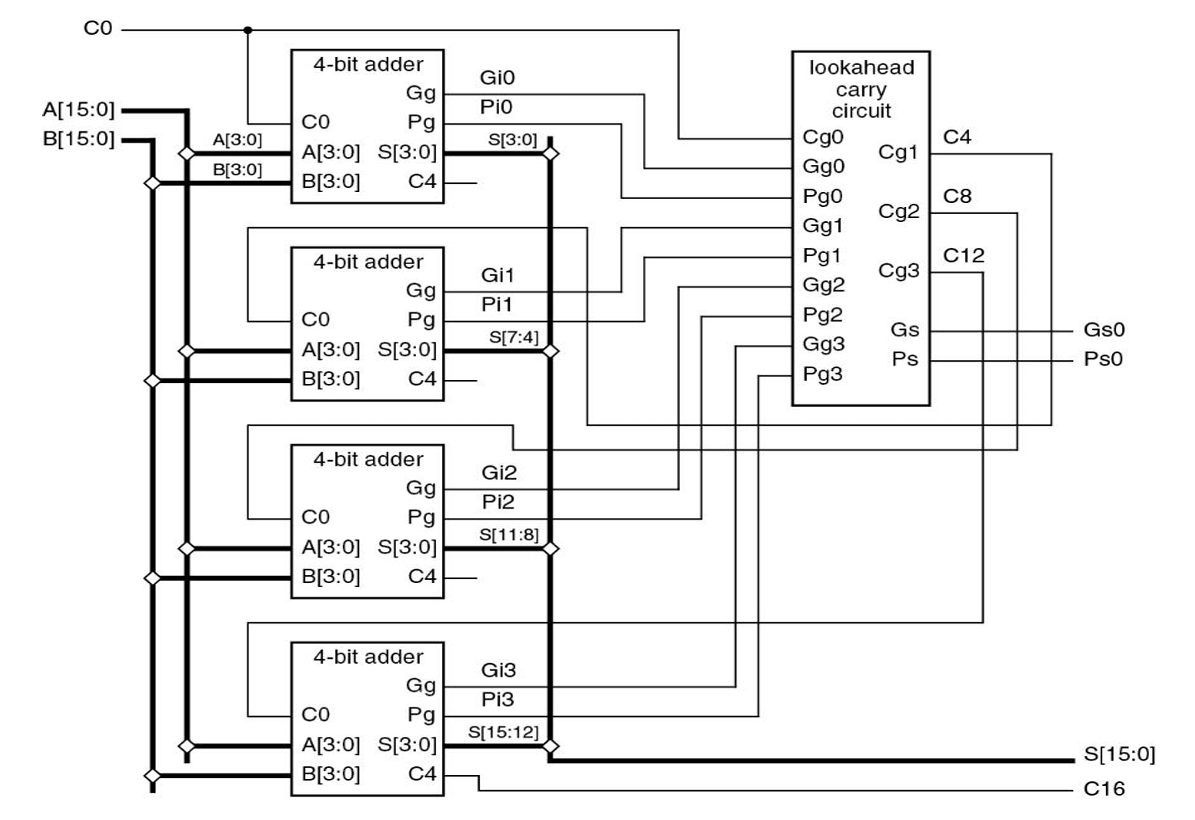 C0
A[15:0]
B[15:0]
4-bit adder
Gg
C0
Pg
A[3:0]
A[3:0]
S[3:0]
B[3:0]
B[3:0]
C4
Gi0
Pi0
S[3:0]
4-bit adder
Gg
C0
Pg
A[3:0]
S[3:0]
B[3:0]
C4
Gi1
Pi1
S[7:4]
4-bit adder
Gg
C0
Pg
A[3:0]
S[3:0]
B[3:0]
C4
Gi2
Pi2
S[11:8]
4-bit adder
Gg
C0
Pg
A[3:0]
S[3:0]
B[3:0]
C4
Gi3
Pi3
S[15:12]
lookahead
carry
circuit
Cg0
Gg0
Pg0
Gg1
Pg1
Gg2
Pg2
Gg3
Pg3
Cg1
Cg2
Cg3
Gs
Ps
C4
C8
C12
Gs0
Ps0
S[15:0]
C16